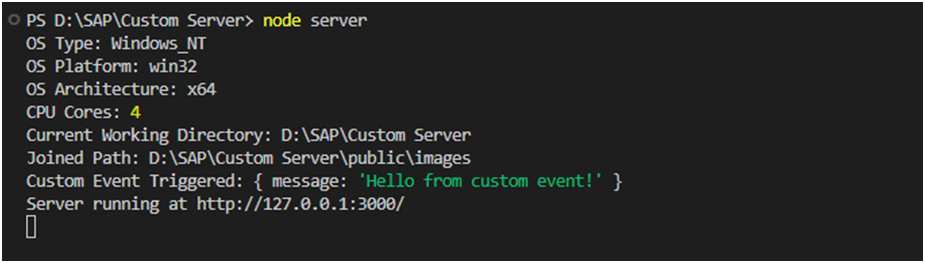 PS D:\SAP\Custom Server> node server
OS Type: Windows_NT
OS Platform: win32
OS Architecture: x64
CPU Cores: 4
Current Working Directory: D:\SAP\Custom Server
Joined Path: D:\SAP\Custom Server\public\images
Custom Event Triggered: { message: 'Hello from custom event!' }
Server running at http://127.0.0.1:3000/